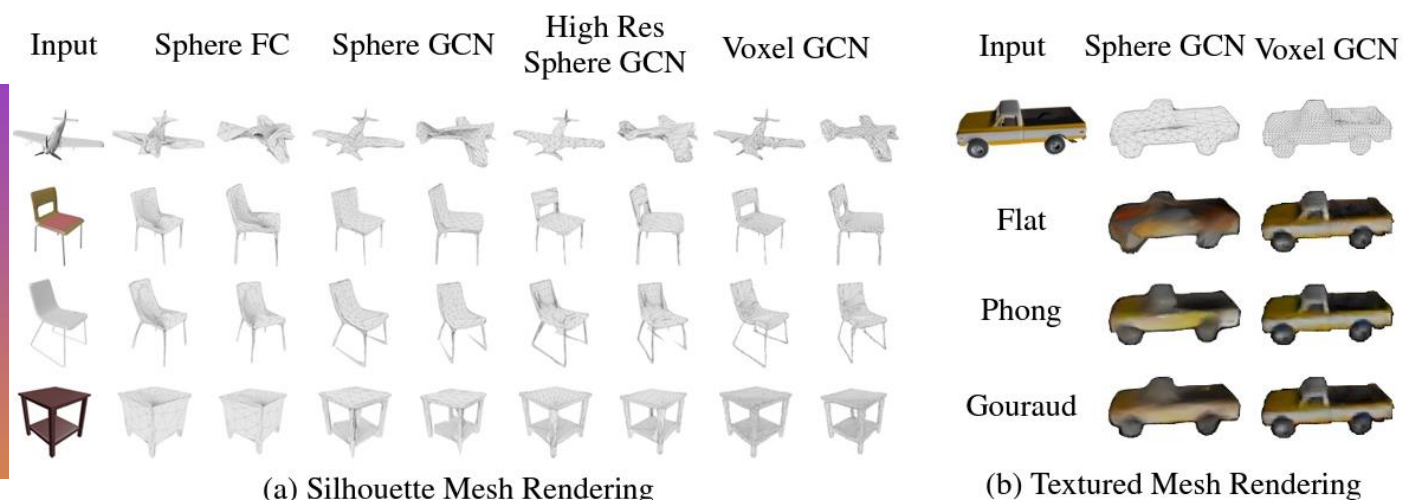 Input Sphere FC Sphere GCN High Res Sphere GCN Voxel GCN
Input Sphere GCN Voxel GCN
Flat
Phong
Gouraud
(a) Silhouette Mesh Rendering
(b) Textured Mesh Rendering